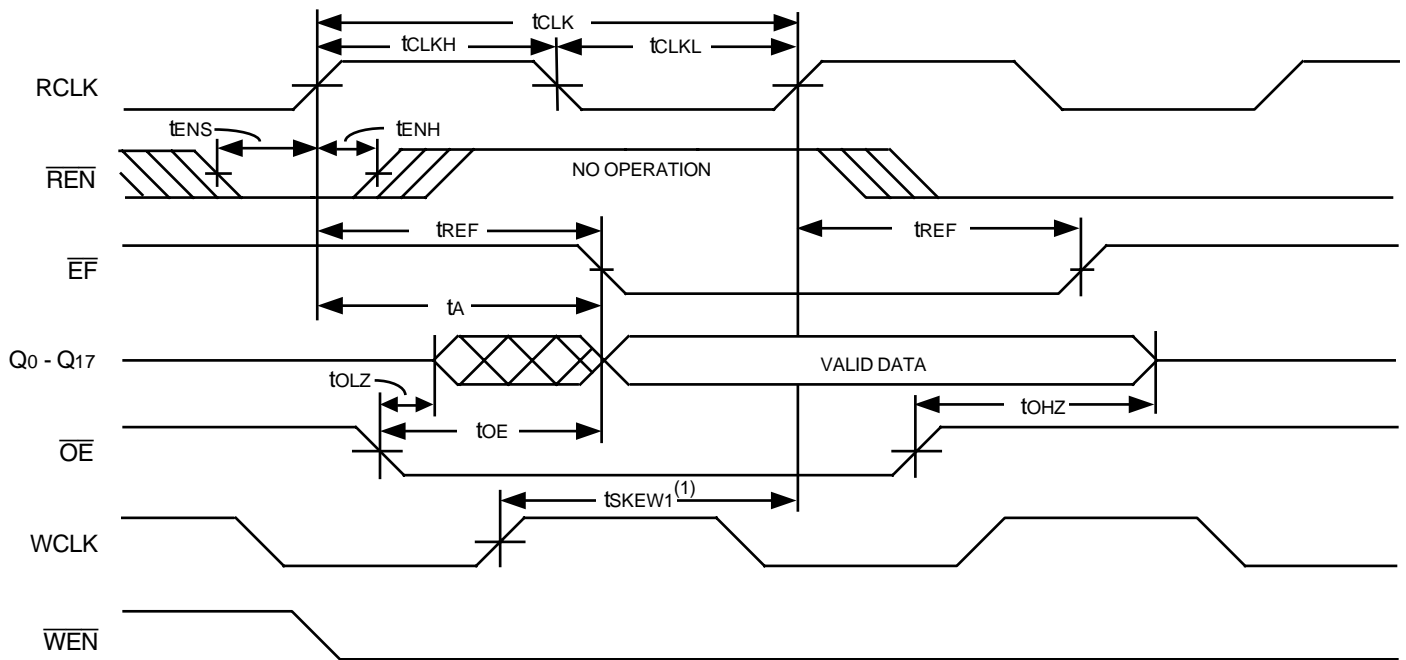 tCLK
tCLKH
tCLKL
RCLK
tENS
tENH
REN
NO OPERATION
tREF
tREF
EF
tA
Q0 - Q17
VALID DATA
tOLZ
tOHZ
tOE
OE
tSKEW1(1)
WCLK
WEN